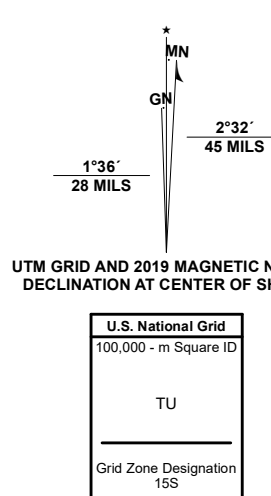 ★
MN
GN
2°32´
45 MILS
1°36´
28 MILS
UTM GRID AND 2019 MAGNETIC N
DECLINATION AT CENTER OF SH
U.S. National Grid
100,000 - m Square ID
TU
Grid Zone Designation
15S